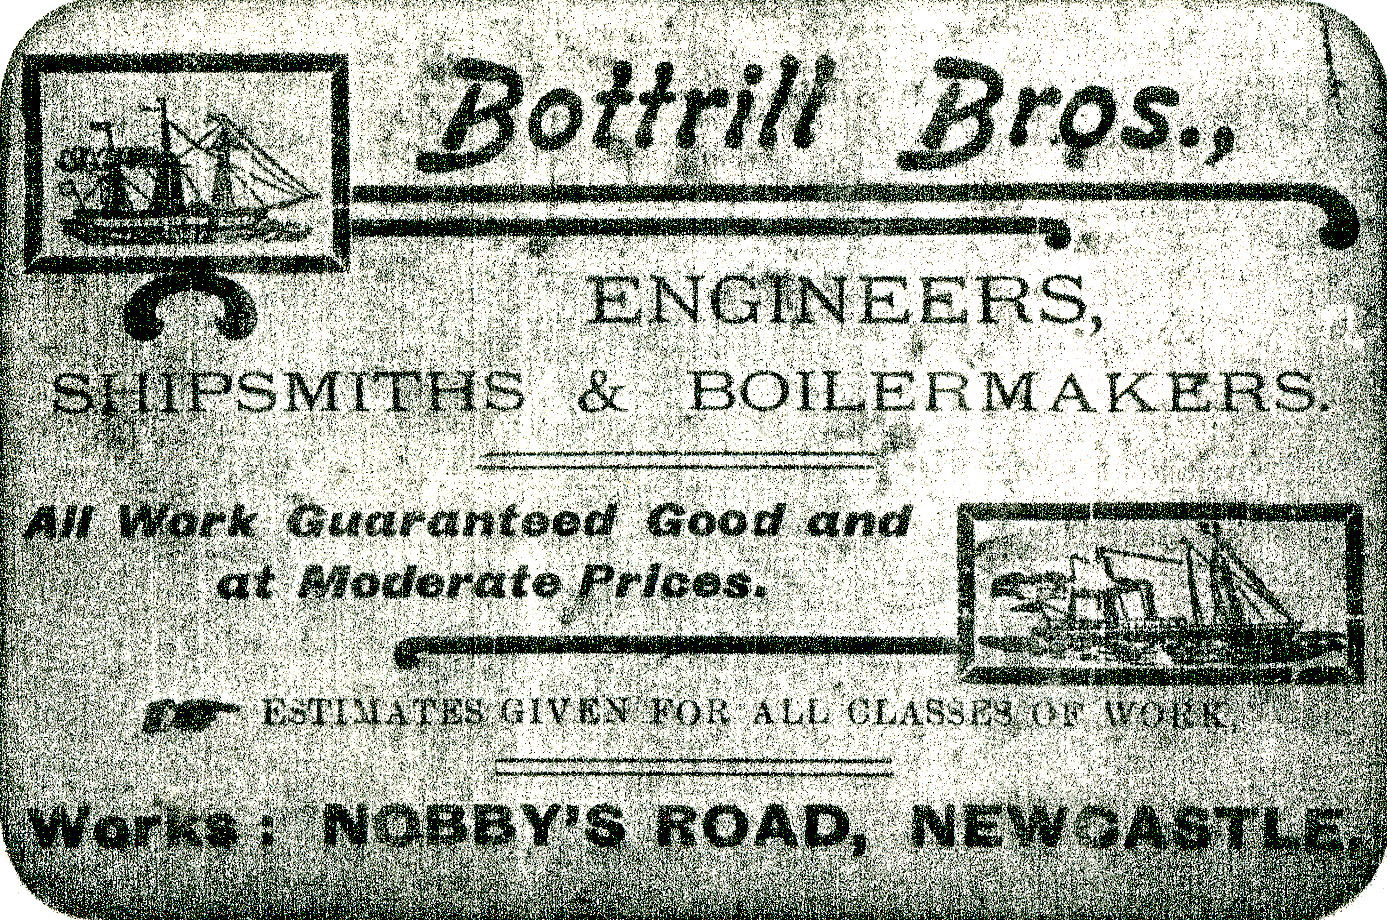 Bottrill Bros.,
ENGINEERS,
SHIPSMITHS & BOILERMAKERS.
All Work Guaranteed Good and
at Moderate Prices.
ESTIMATES GIVEN FOR ALL CLASSES OF WORK.
Works: NOBBY'S ROAD, NEWCASTLE.